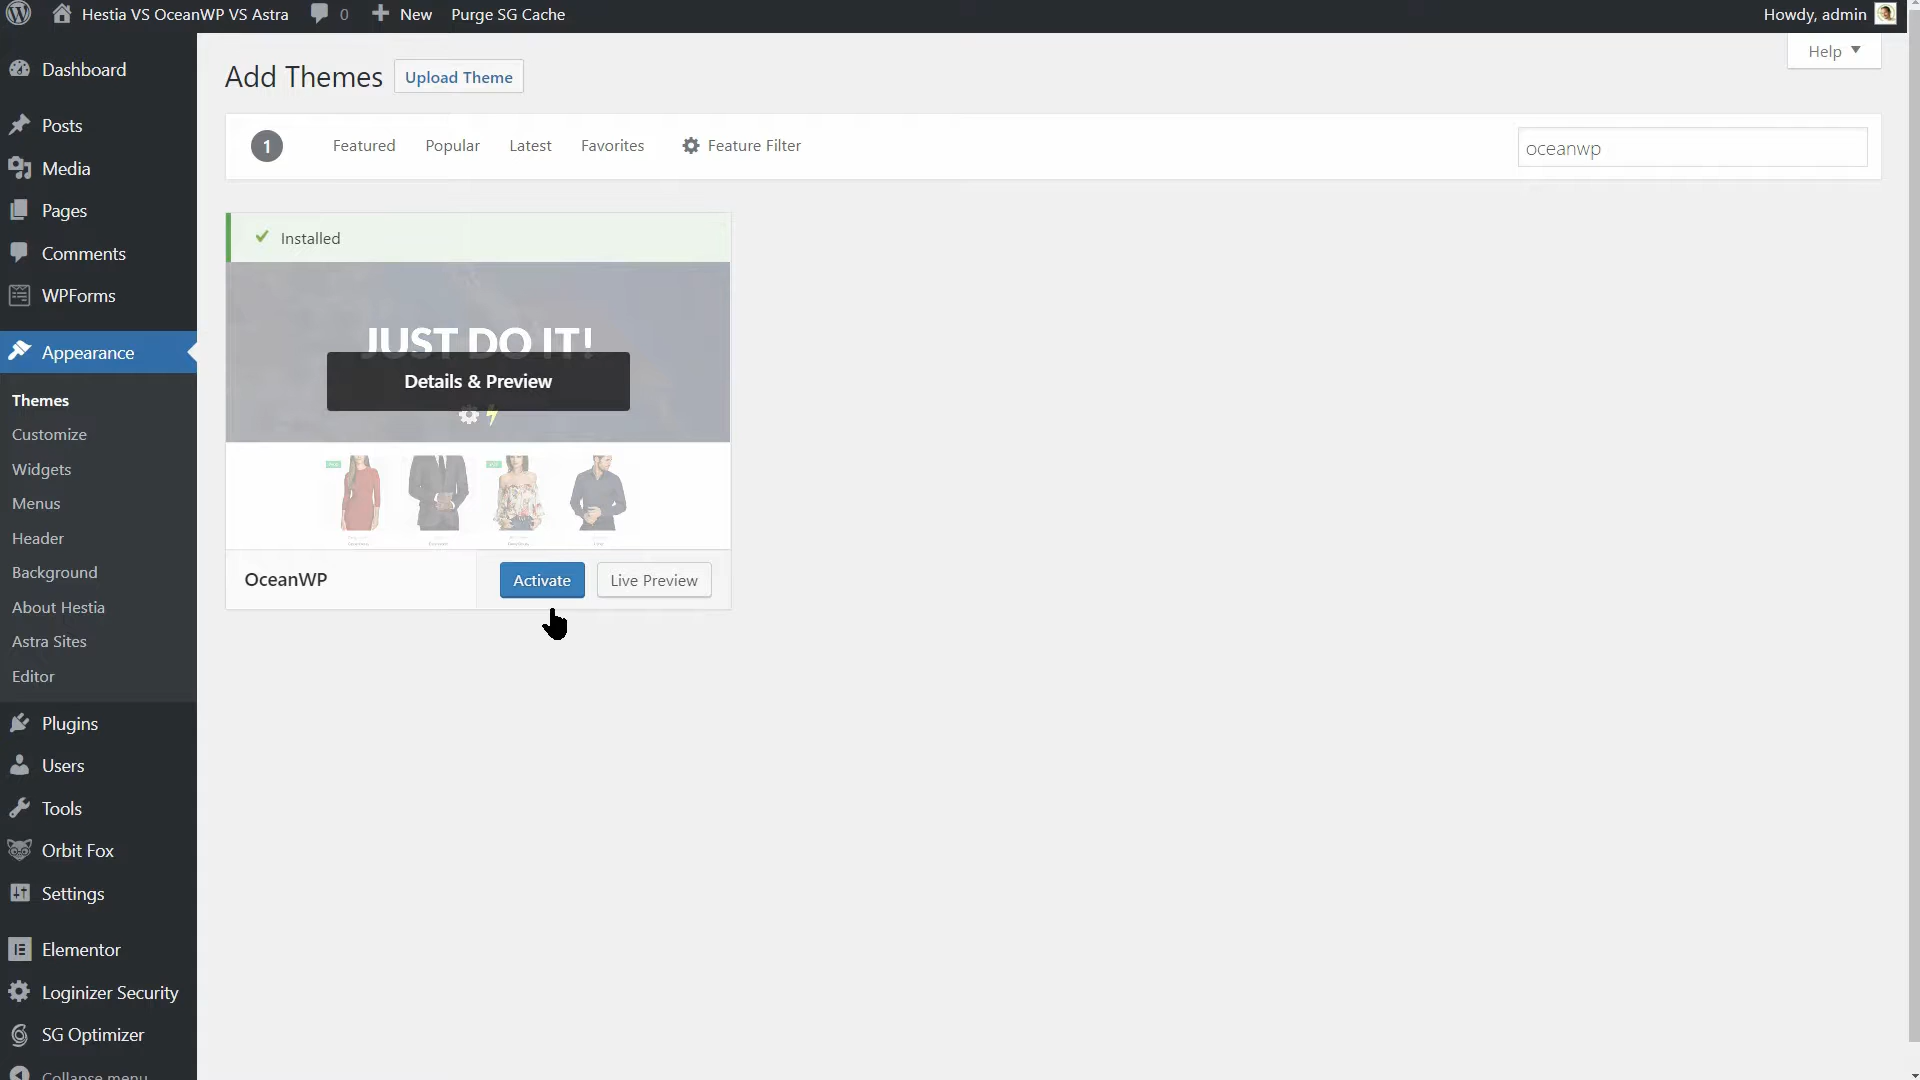 Hestia VS OceanWP VS Astra 0 New Purge SG Cache Howdy, admin
Help
Dashboard
Posts
Media
Pages
Comments
WPForms
Appearance
Themes
Customize
Widgets
Menus
Header
Background
About Hestia
Astra Sites
Editor
Plugins
Users
Tools
Orbit Fox
Settings
Elementor
Loginizer Security
SG Optimizer
Collapse menu
Add Themes Upload Theme
1 Featured Popular Latest Favorites Feature Filter oceanwp
Installed
JUST DO IT!
Details & Preview
OceanWP Activate Live Preview